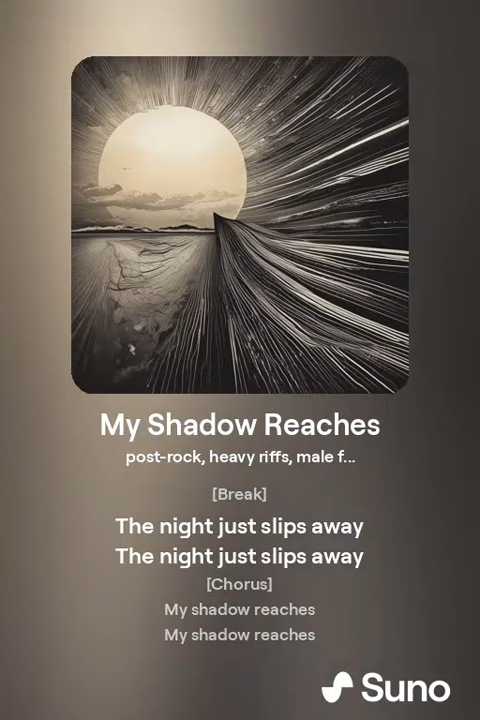 My Shadow Reaches
post-rock, heavy riffs, male f...
[Break]
The night just slips away
The night just slips away
[Chorus]
My shadow reaches
My shadow reaches
Suno